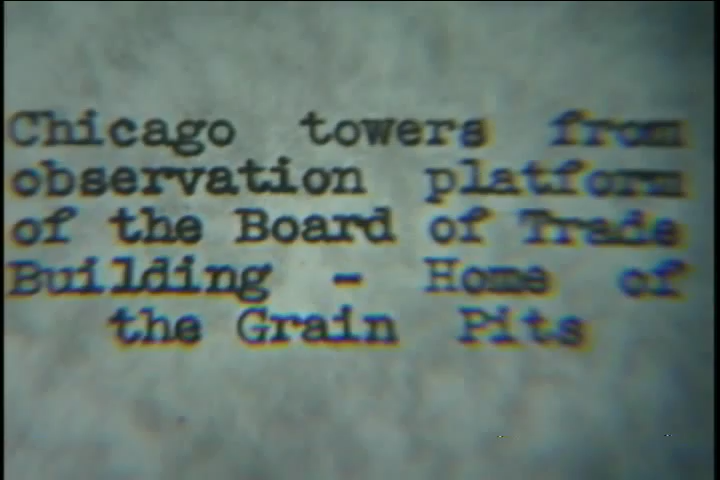 Chicago towers from
observation platform
of the Board of Trade
Building - Home of
the Grain Pits